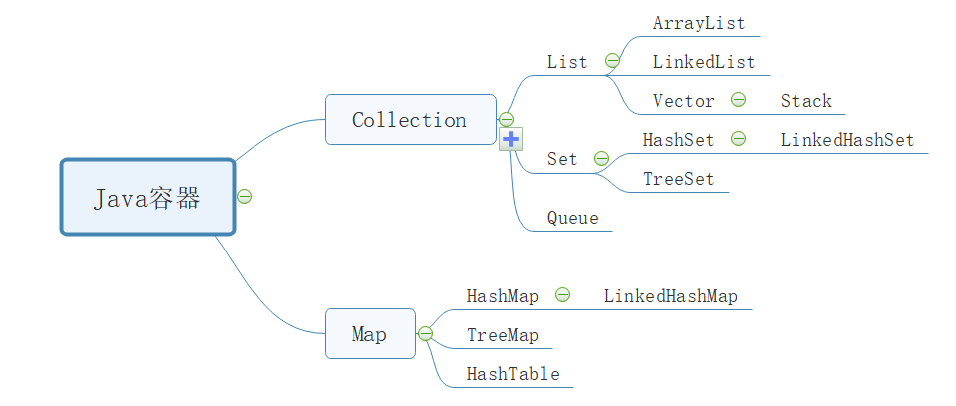 Java容器
Collection
List
ArrayList
LinkedList
Vector
Stack
Set
HashSet
LinkedHashSet
TreeSet
Queue
Map
HashMap
LinkedHashMap
TreeMap
HashTable